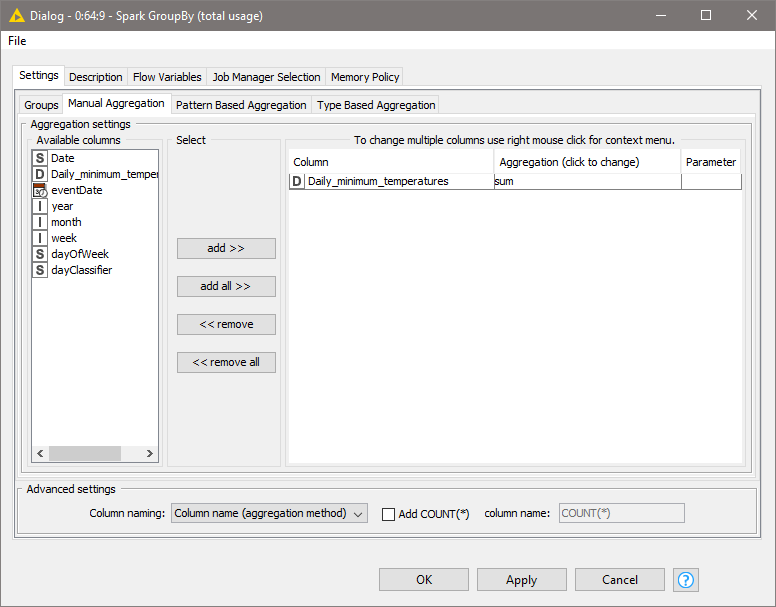 Dialog - 0:64:9 - Spark GroupBy (total usage)
File
Settings Description Flow Variables Job Manager Selection Memory Policy
Groups Manual Aggregation Pattern Based Aggregation Type Based Aggregation
Aggregation settings
Available columns Select To change multiple columns use right mouse click for context menu.
S Date
D Daily_minimum_temper
eventDate
I year
I month
I week
S dayOfWeek
S dayClassifier
add >>
add all >>
<< remove
<< remove all
Column Aggregation (click to change) Parameter
D Daily_minimum_temperatures sum
Advanced settings
Column naming: Column name (aggregation method) Add COUNT(*) column name: COUNT(*)
OK Apply Cancel ?